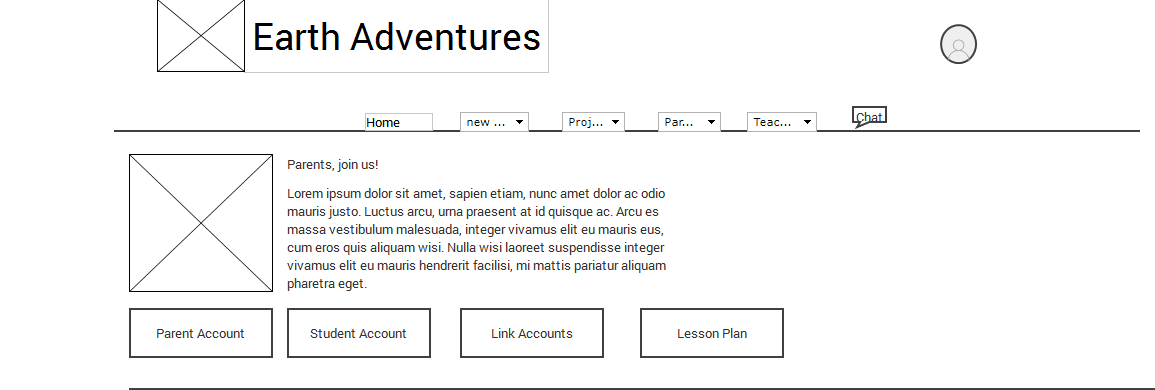 Earth Adventures
Home new ... Proj... Par... Teac... Chat
Parents, join us!
Lorem ipsum dolor sit amet, sapien etiam, nunc amet dolor ac odio
mauris justo. Luctus arcu, urna praesent at id quisque ac. Arcu es
massa vestibulum malesuada, integer vivamus elit eu mauris eus,
cum eros quis aliquam wisi. Nulla wisi laoreet suspendisse integer
vivamus elit eu mauris hendrerit facilisi, mi mattis pariatur aliquam
pharetra eget.
Parent Account Student Account Link Accounts Lesson Plan